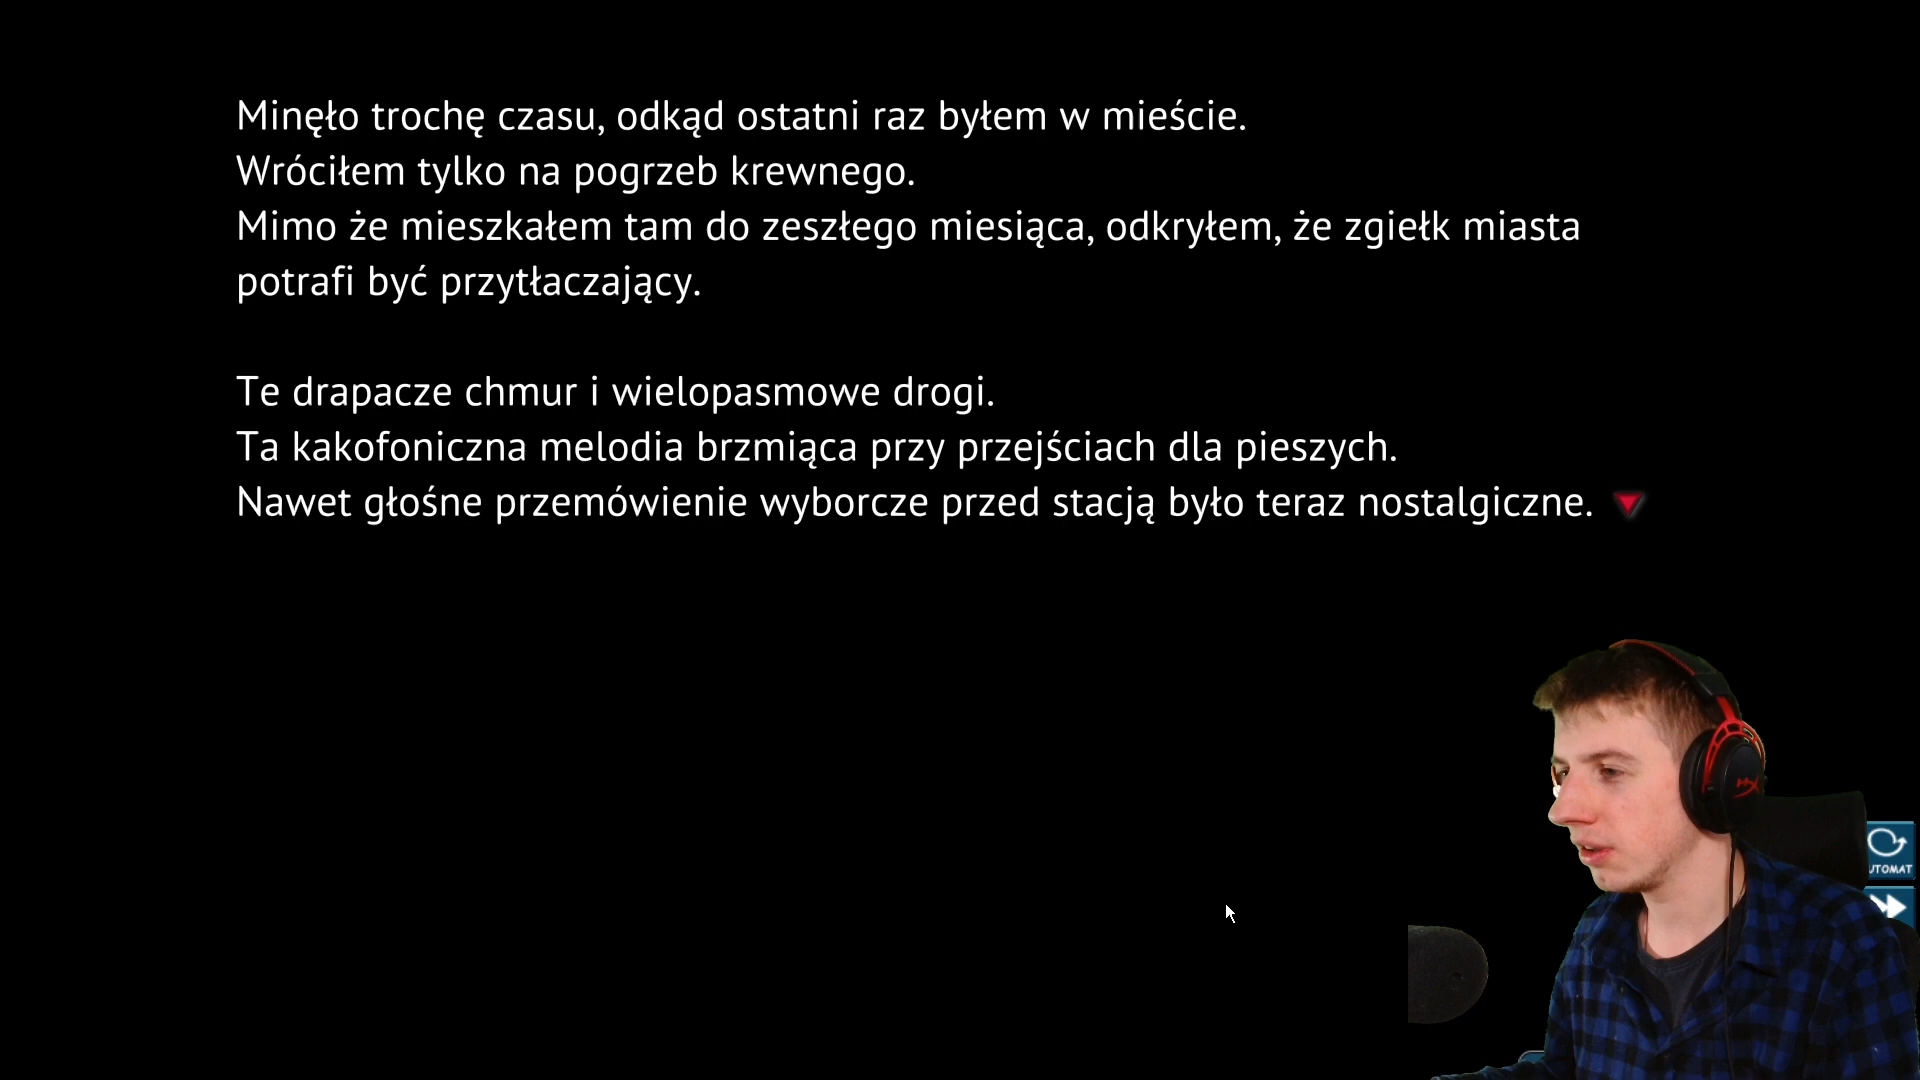 Minęło trochę czasu, odkąd ostatni raz byłem w mieście.
Wróciłem tylko na pogrzeb krewnego.
Mimo że mieszkałem tam do zeszłego miesiąca, odkryłem, że zgiełk miasta
potrafi być przytłaczający.
Te drapacze chmur i wielopasmowe drogi.
Ta kakofoniczna melodia brzmiąca przy przejściach dla pieszych.
Nawet głośne przemówienie wyborcze przed stacją było teraz nostalgiczne.
UTOMAT